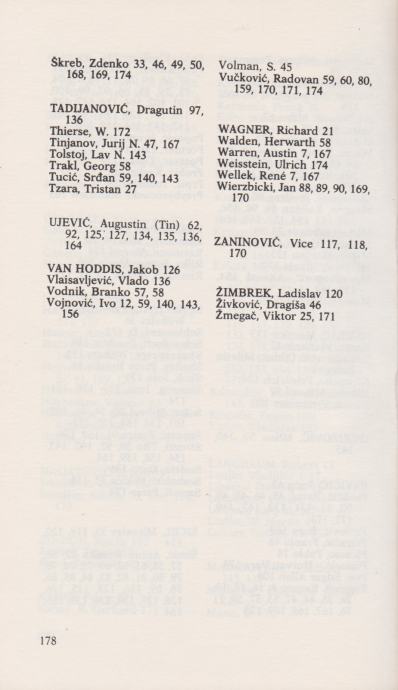 Škreb, Zdenko 33, 46, 49, 50,
168, 169, 174
TADIJANOVIĆ, Dragutin 97,
136
Thierse, W. 172
Tinjanov, Jurij N. 47, 167
Tolstoj, Lav N. 143
Trakl, Georg 58
Tucić, Srđan 59, 140, 143
Tzara, Tristan 27
UJEVIĆ, Augustin (Tin) 62,
92, 125, 127, 134, 135, 136,
164
VAN HODDIS, Jakob 126
Vlaisavljević, Vlado 136
Vodnik, Branko 57, 58
Vojnović, Ivo 12, 59, 140, 143,
156
Volman, S. 45
Vučković, Radovan 59, 60, 80,
159, 170, 171, 174
WAGNER, Richard 21
Walden, Herwarth 58
Warren, Austin 7, 167
Weisstein, Ulrich 174
Wellek, René 7, 167
Wierzbicki, Jan 88, 89, 90, 169,
170
ZANINOVIĆ, Vice 117, 118,
170
ŽIMBREK, Ladislav 120
Živković, Dragiša 46
Žmegač, Viktor 25, 171
178